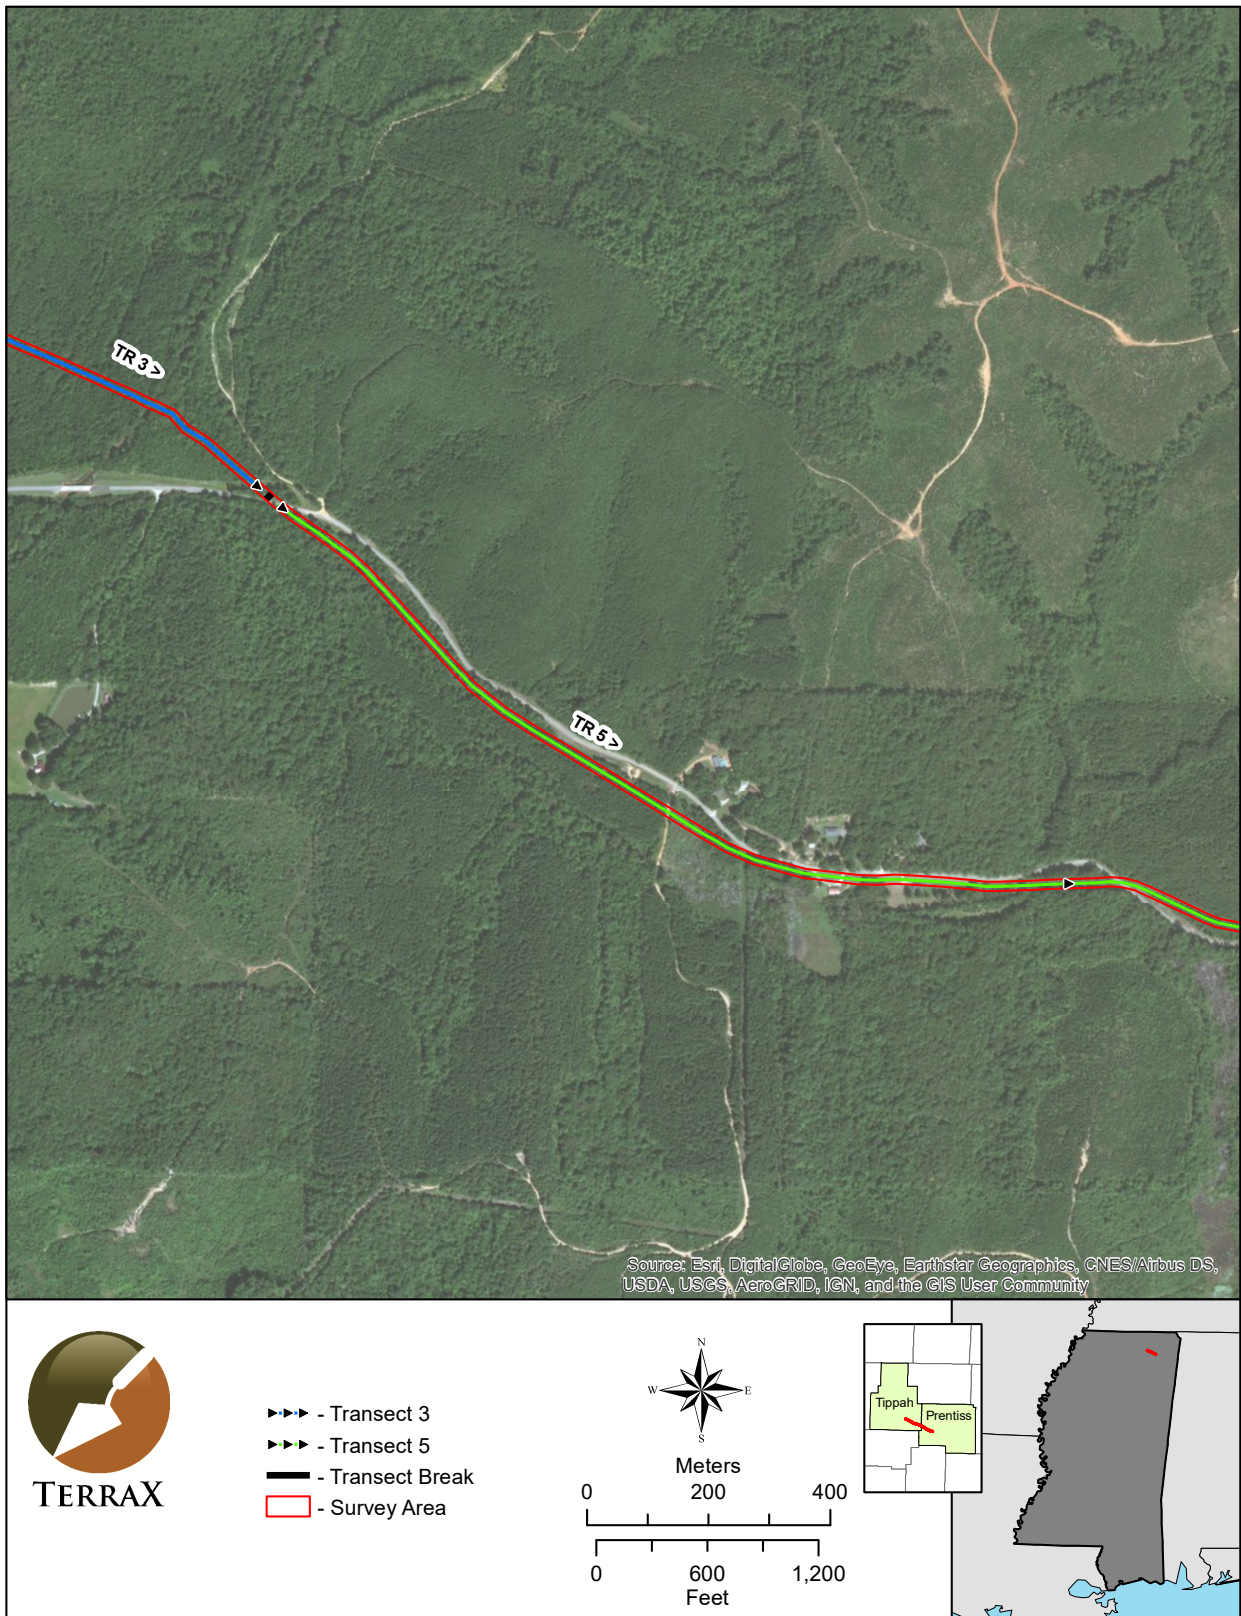 TR 3 >
TR 5 >
Source: Esri, DigitalGlobe, GeoEye, Earthstar Geographics, CNES/Airbus DS,
USDA, USGS, AeroGRID, IGN, and the GIS User Community
TERRAX
- Transect 3
- Transect 5
- Transect Break
- Survey Area
N
W
E
S
Meters
0 200 400
0 600 1,200
Feet
Tippah
Prentiss